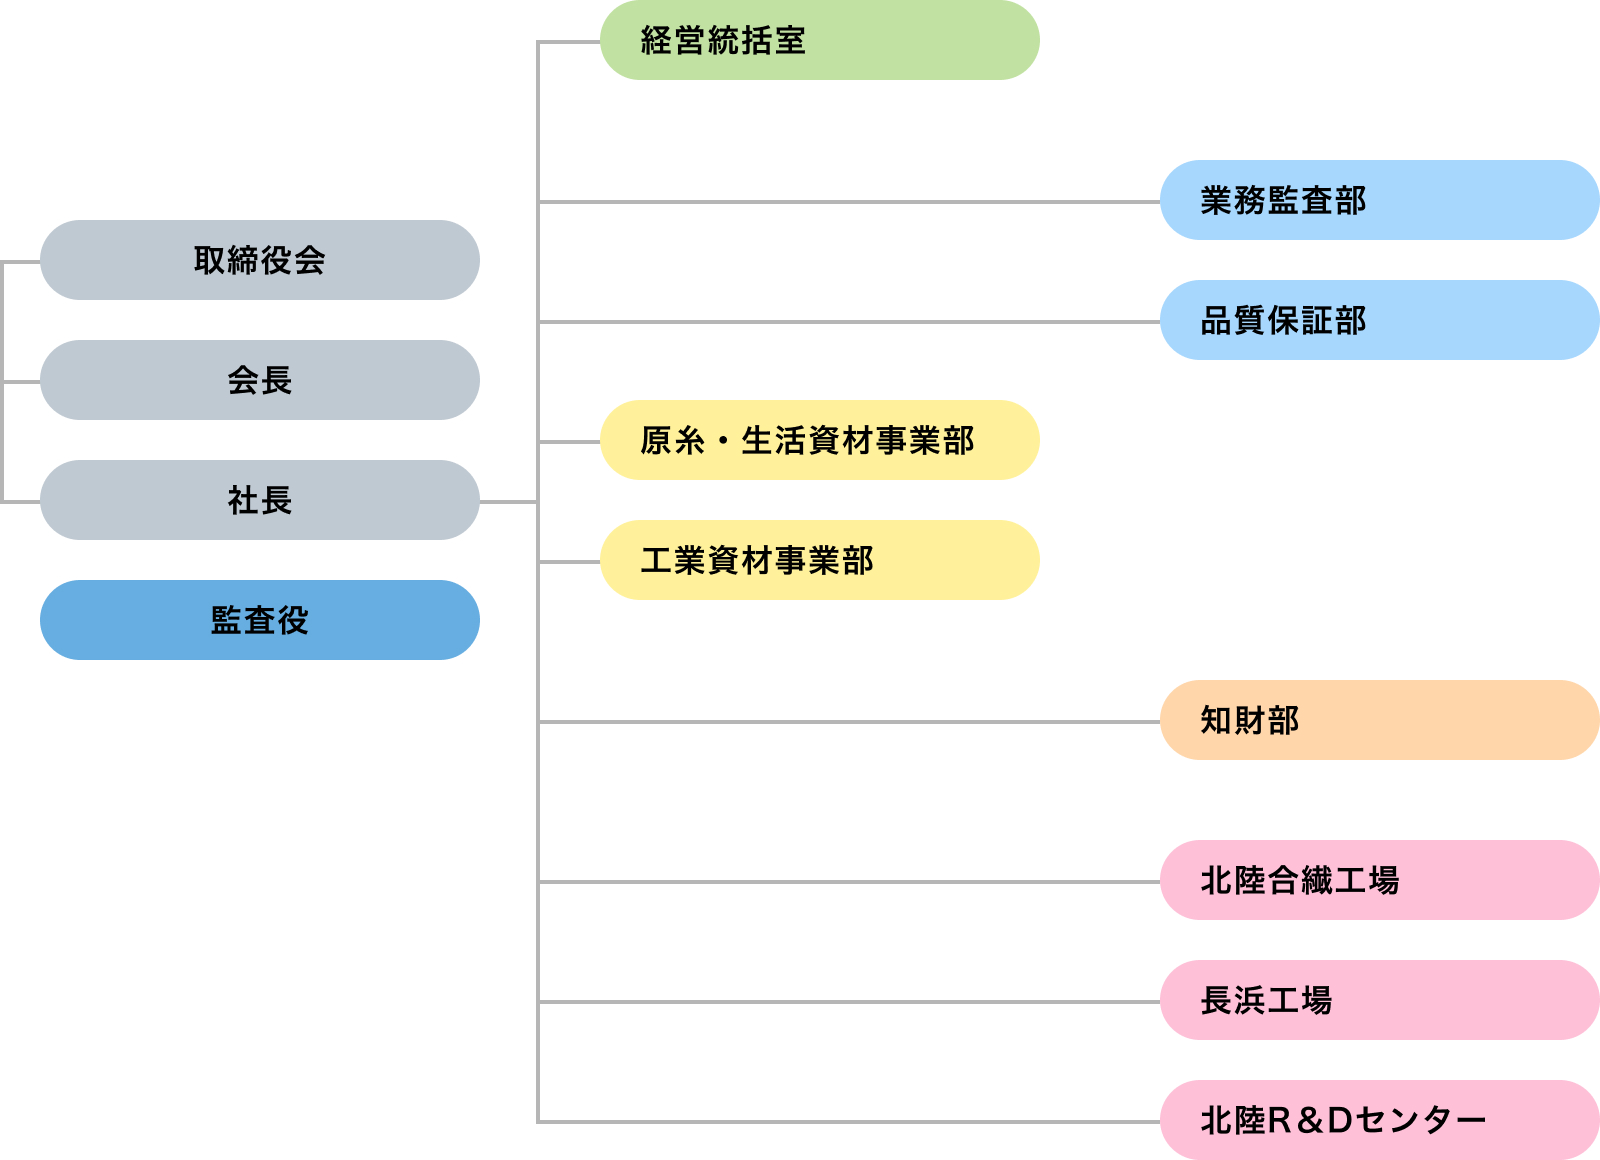 取締役会
会長
社長
監査役
経営統括室
業務監査部
品質保証部
原糸・生活資材事業部
工業資材事業部
知財部
北陸合繊工場
長浜工場
北陸R&Dセンター